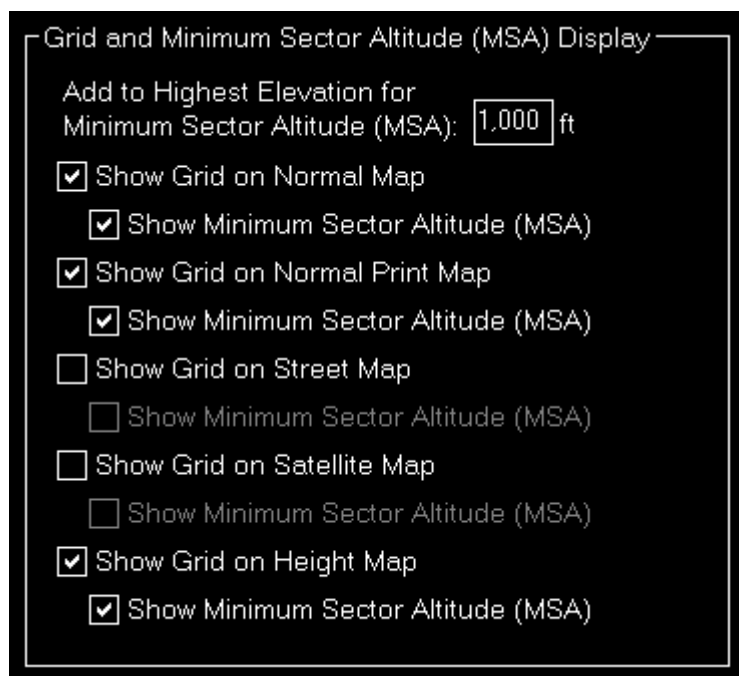 Grid and Minimum Sector Altitude (MSA) Display
Add to Highest Elevation for
Minimum Sector Altitude (MSA): 1,000 ft
Show Grid on Normal Map
Show Minimum Sector Altitude (MSA)
Show Grid on Normal Print Map
Show Minimum Sector Altitude (MSA)
Show Grid on Street Map
Show Minimum Sector Altitude (MSA)
Show Grid on Satellite Map
Show Minimum Sector Altitude (MSA)
Show Grid on Height Map
Show Minimum Sector Altitude (MSA)